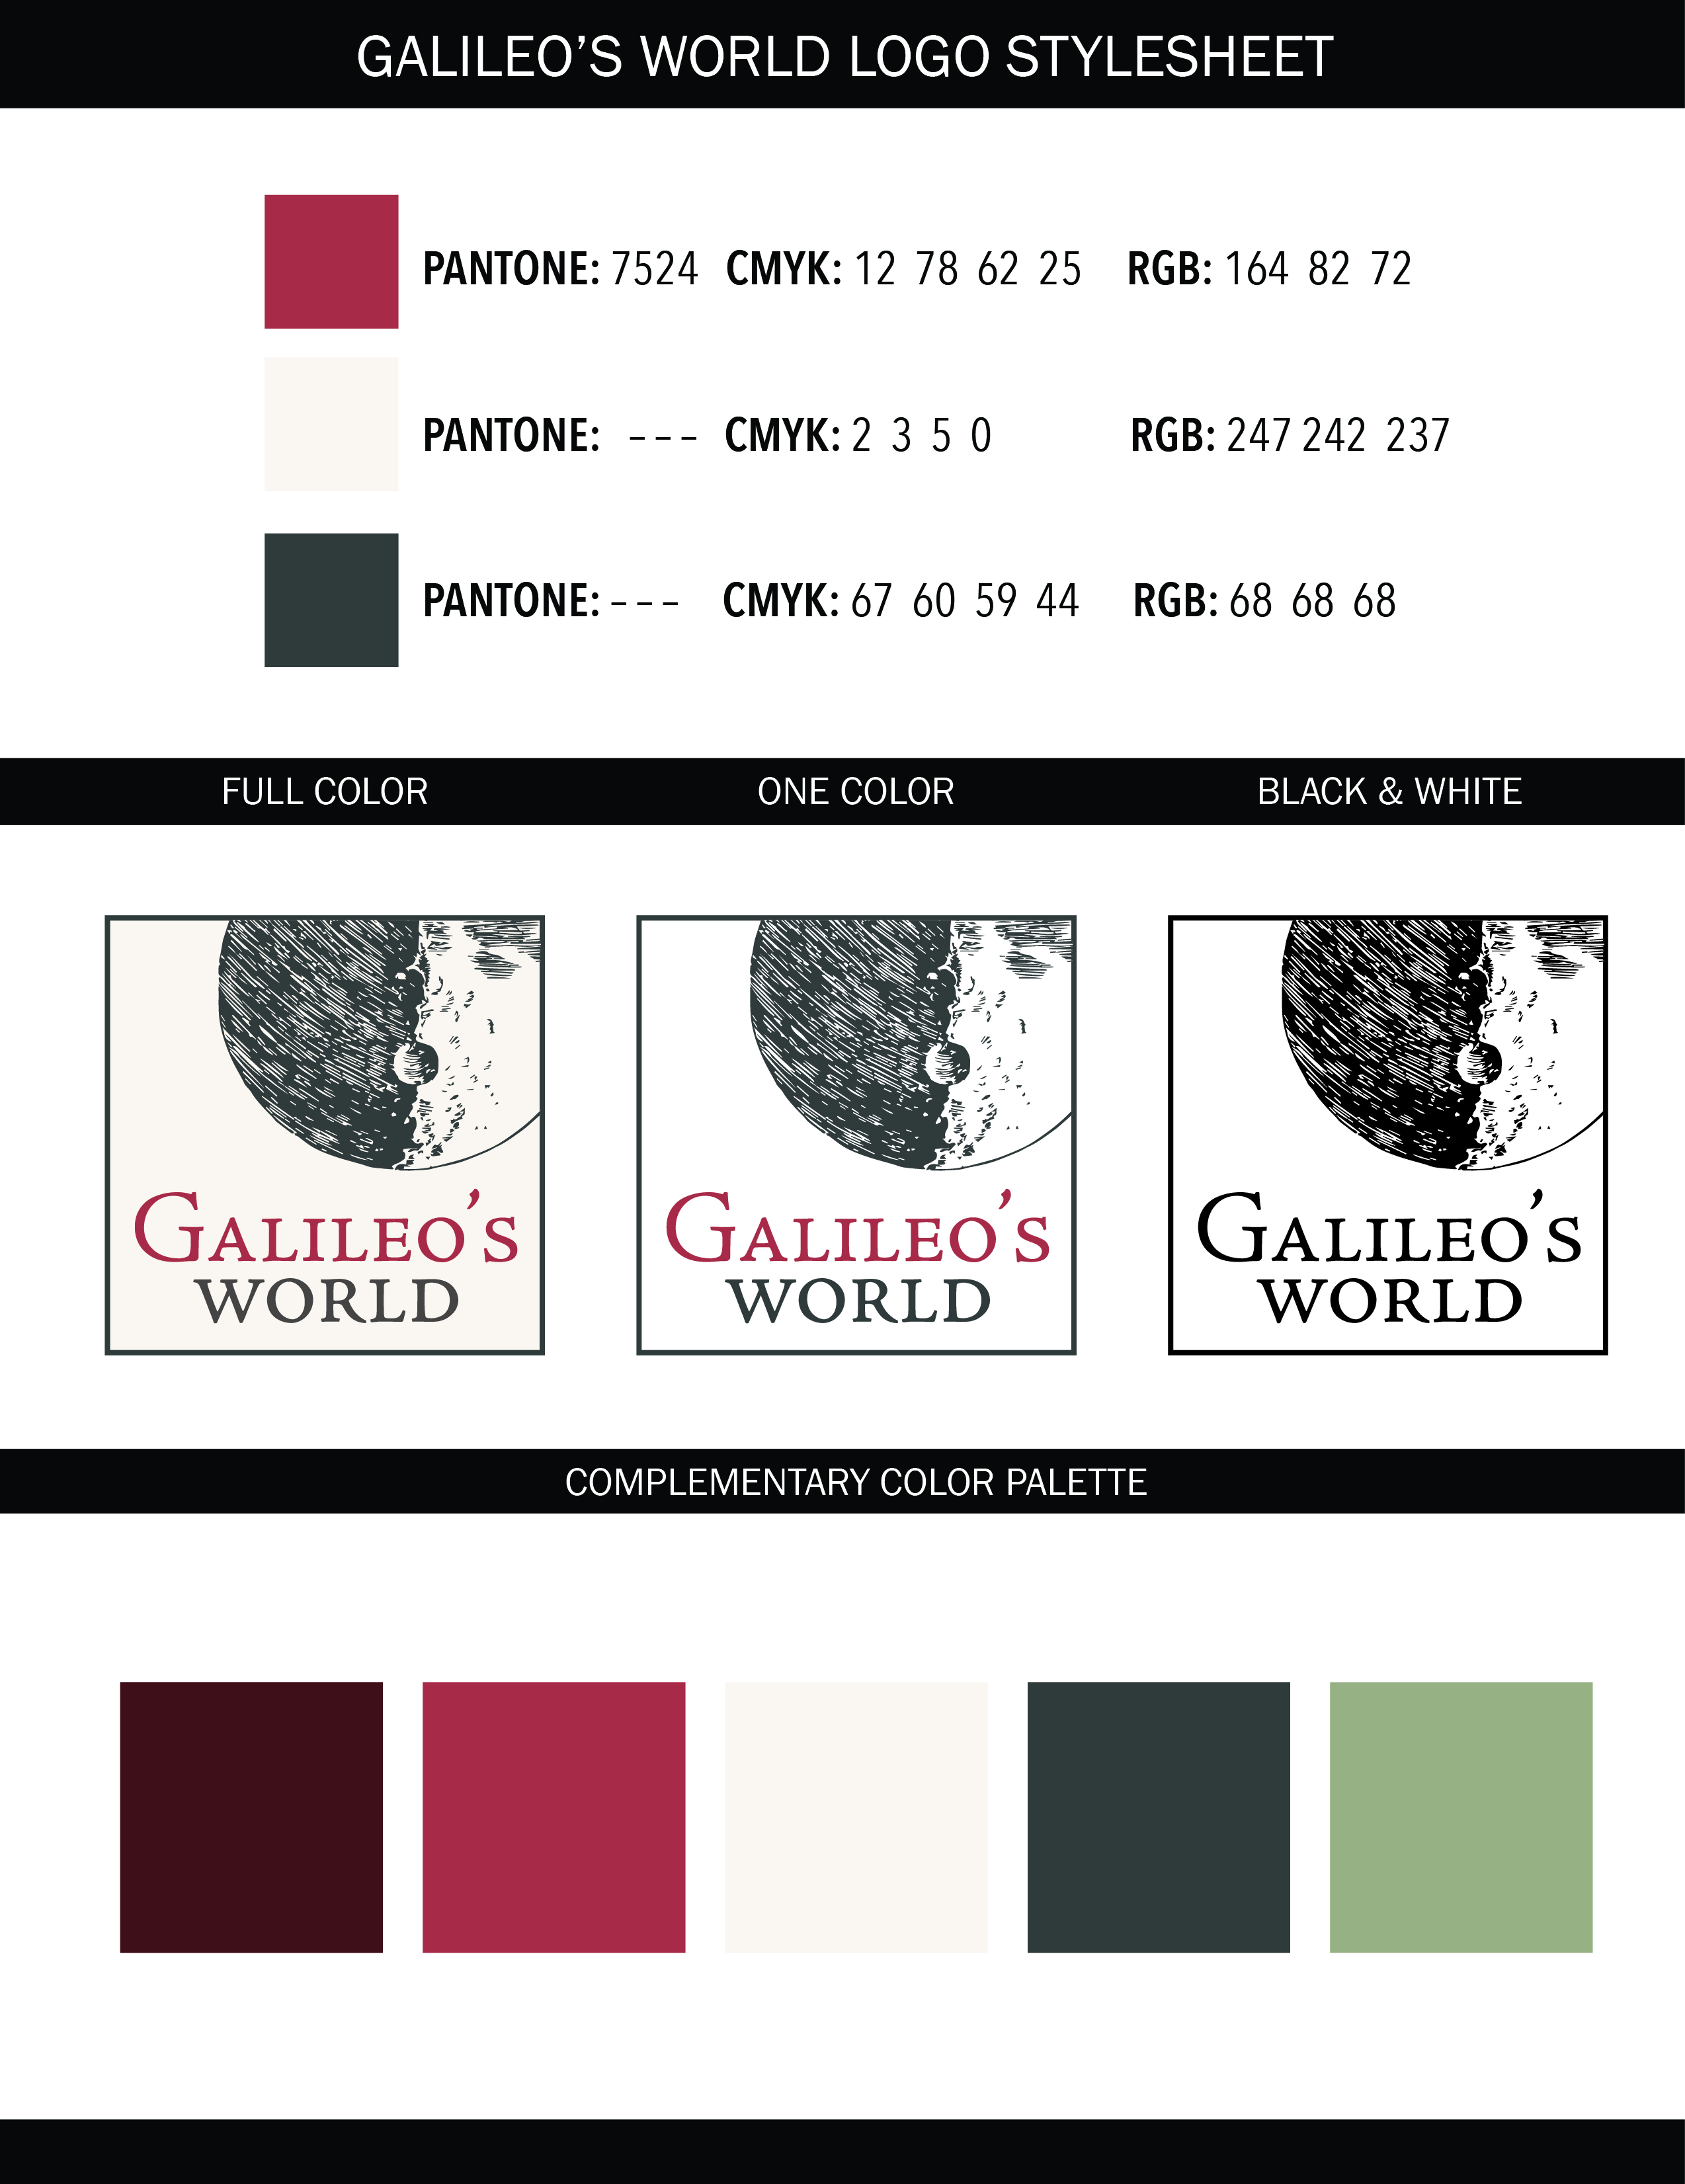 GALILEO’S WORLD LOGO STYLESHEET
PANTONE: 7524 CMYK: 12 78 62 25 RGB: 164 82 72
PANTONE: --- CMYK: 2 3 5 0 RGB: 247 242 237
PANTONE: --- CMYK: 67 60 59 44 RGB: 68 68 68
FULL COLOR ONE COLOR BLACK & WHITE
GALILEO’S
WORLD
GALILEO’S
WORLD
GALILEO’S
WORLD
COMPLEMENTARY COLOR PALETTE